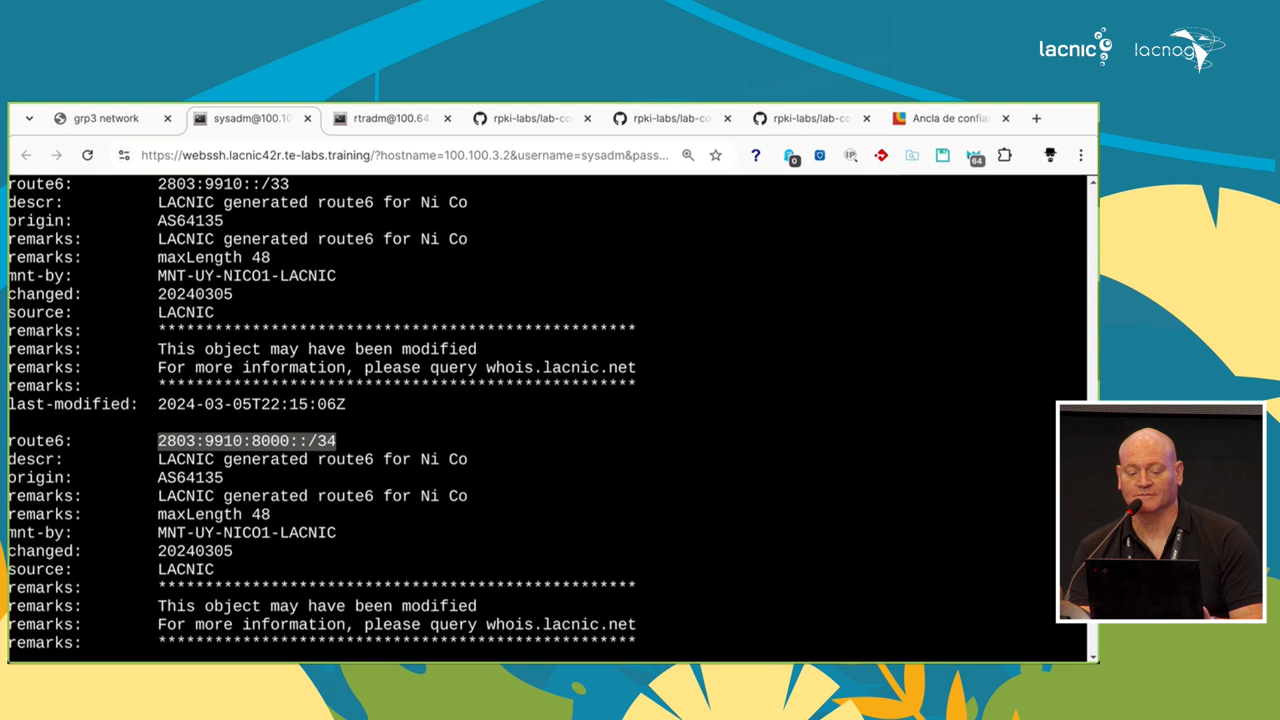 lacnic
lacnog
grp3 network
sysadm@100.10
rtradm@100.64.
rpki-labs/lab-co
rpki-labs/lab-co
rpki-labs/lab-co
Ancla de confia
https://webssh.lacnic42r.te-labs.training/?hostname=100.100.3.2&username=sysadm&pass...
?
0
IP
64
route6: 2803:9910::/33
descr: LACNIC generated route6 for Ni Co
origin: AS64135
remarks: LACNIC generated route6 for Ni Co
remarks: maxLength 48
mnt-by: MNT-UY-NICO1-LACNIC
changed: 20240305
source: LACNIC
remarks: ***************************************************
remarks: This object may have been modified
remarks: For more information, please query whois.lacnic.net
remarks: ***************************************************
last-modified: 2024-03-05T22:15:06Z
route6: 2803:9910:8000::/34
descr: LACNIC generated route6 for Ni Co
origin: AS64135
remarks: LACNIC generated route6 for Ni Co
remarks: maxLength 48
mnt-by: MNT-UY-NICO1-LACNIC
changed: 20240305
source: LACNIC
remarks: ***************************************************
remarks: This object may have been modified
remarks: For more information, please query whois.lacnic.net
remarks: ***************************************************